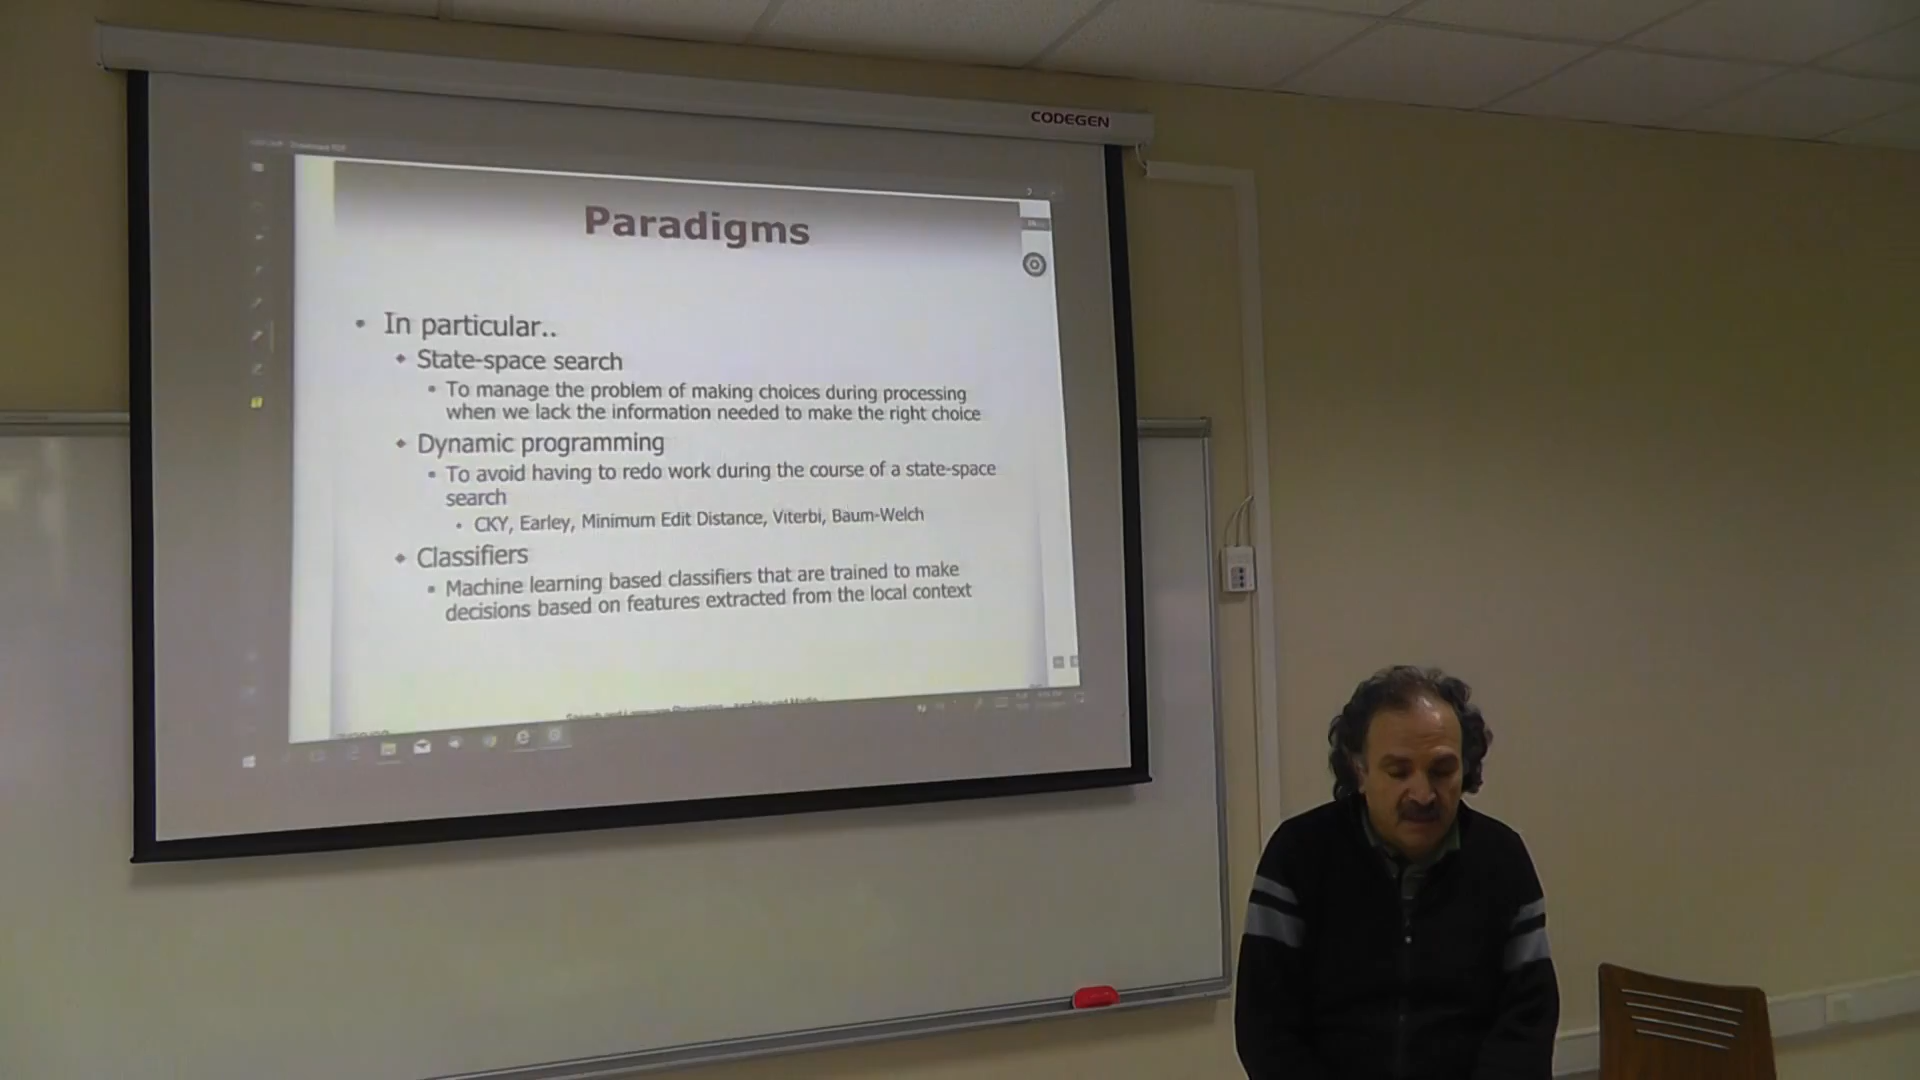 CODEGEN
Paradigms
• In particular..
State-space search
To manage the problem of making choices during processing
when we lack the information needed to make the right choice
Dynamic programming
To avoid having to redo work during the course of a state-space
search
CKY, Earley, Minimum Edit Distance, Viterbi, Baum-Welch
Classifiers
Machine learning based classifiers that are trained to make
decisions based on features extracted from the local context